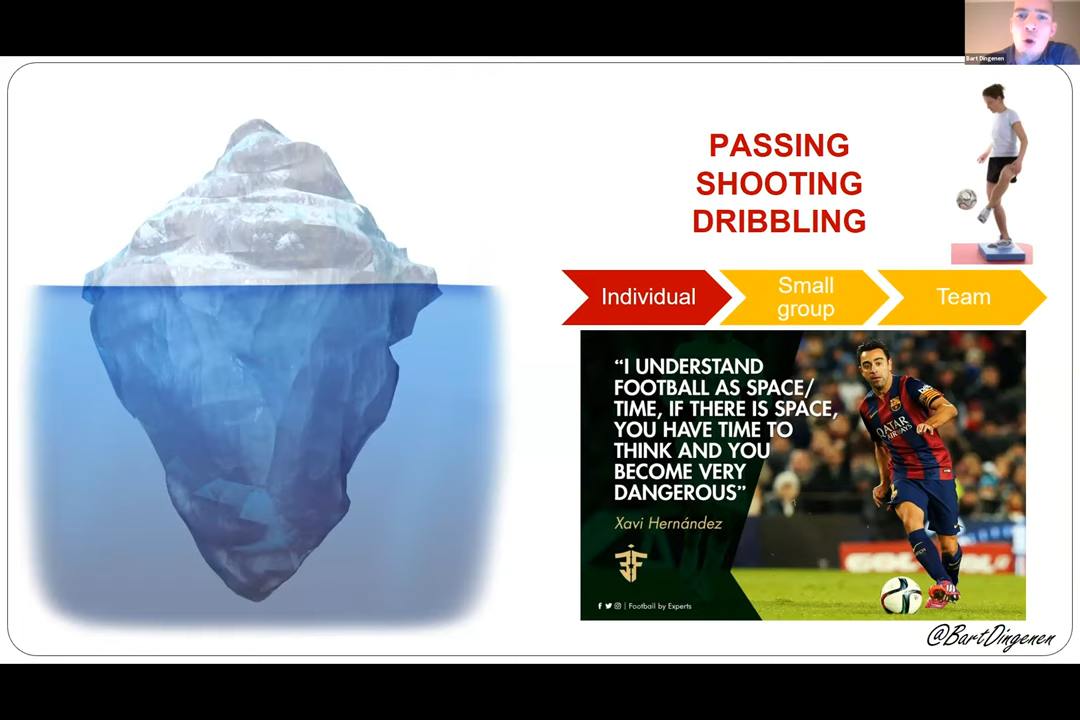 Bart Dingenen
PASSING
SHOOTING
DRIBBLING
Individual
Small
group
Team
“I UNDERSTAND
FOOTBALL AS SPACE/
TIME, IF THERE IS SPACE,
YOU HAVE TIME TO
THINK AND YOU
BECOME VERY
DANGEROUS”
Xavi Hernández
QATAR
AIRWAYS
| Football by Experts
@BartDingenen